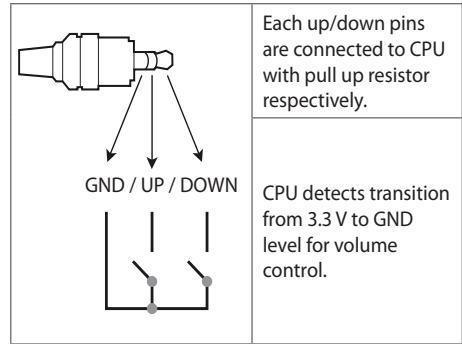 Each up/down pins
are connected to CPU
with pull up resistor
respectively.
GND / UP / DOWN
CPU detects transition
from 3.3 V to GND
level for volume
control.